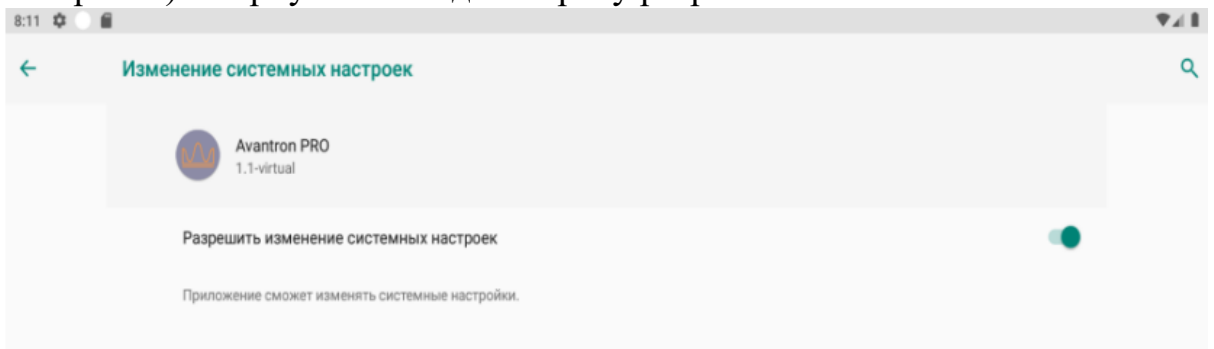 8:11
Изменение системных настроек
Avantron PRO
1.1-virtual
Разрешить изменение системных настроек
Приложение сможет изменять системные настройки.